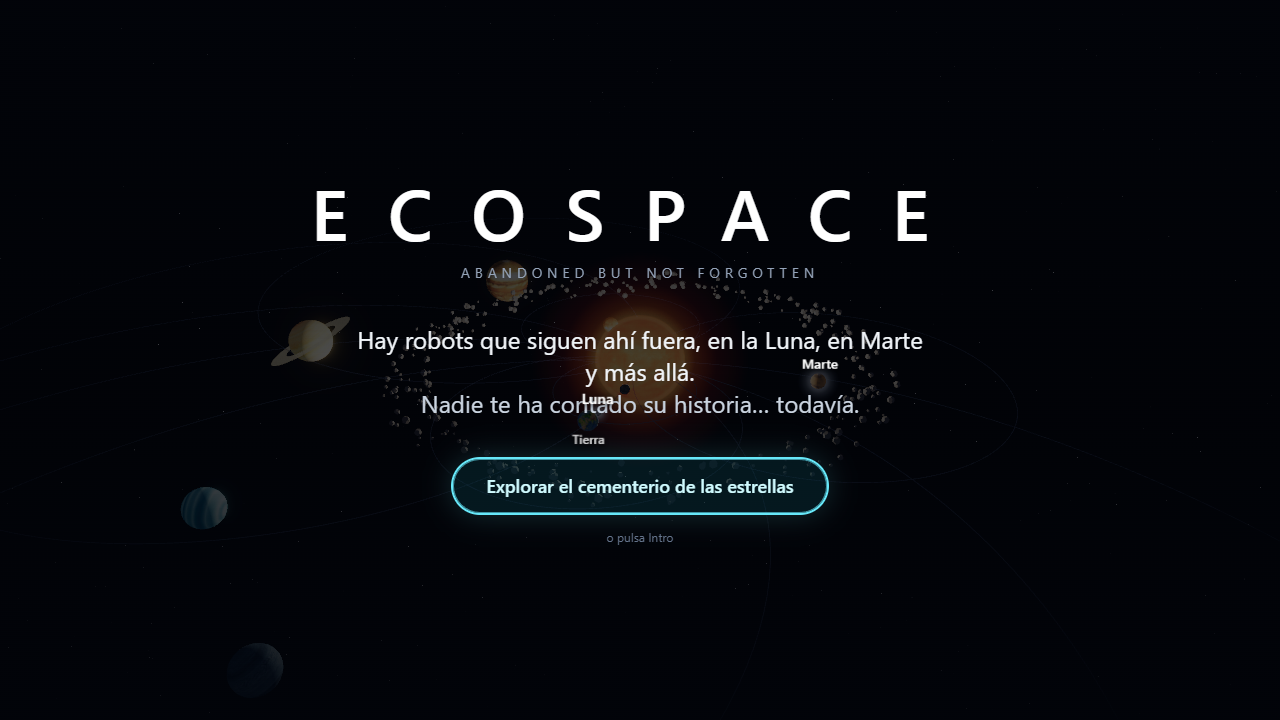 ECOSPACE
ABANDONED BUT NOT FORGOTTEN
Hay robots que siguen ahí fuera, en la Luna, en Marte
y más allá.
Marte
Luna
Nadie te ha contado su historia... todavía.
Tierra
Explorar el cementerio de las estrellas
o pulsa Intro